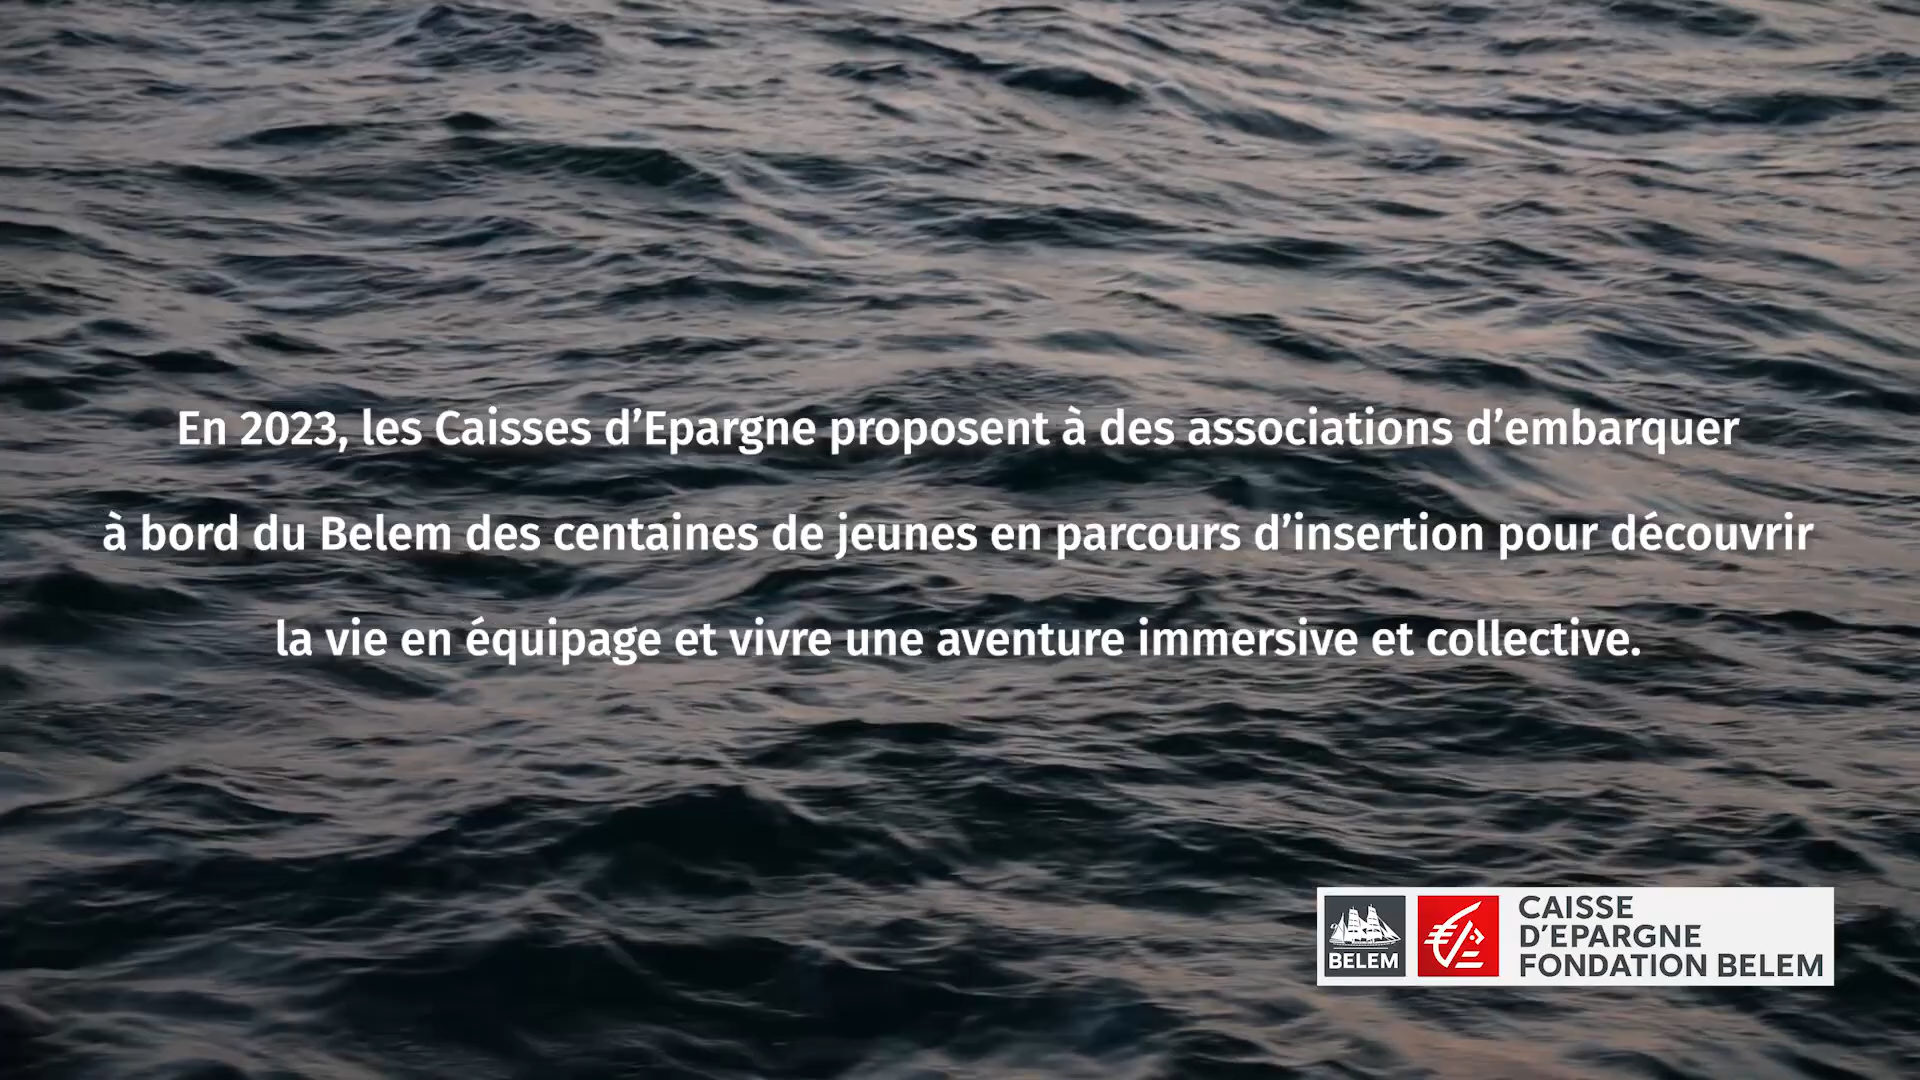 En 2023, les Caisses d’Epargne proposent à des associations d’embarquer
à bord du Belem des centaines de jeunes en parcours d’insertion pour découvrir
la vie en équipage et vivre une aventure immersive et collective.
BELEM
CAISSE
D’EPARGNE
FONDATION BELEM